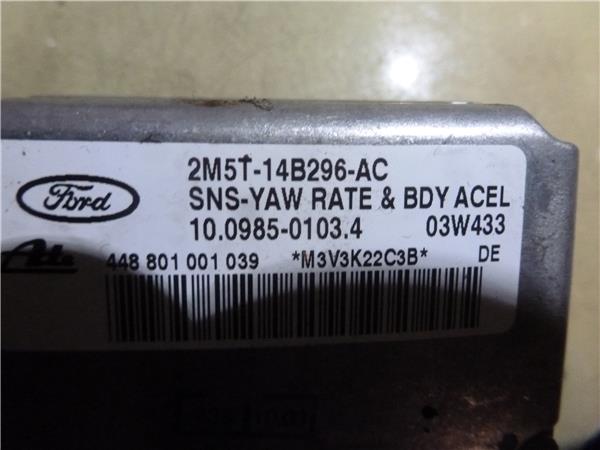 2M5T-14B296-AC
Ford
SNS-YAW RATE & BDY ACEL
10.0985-0103.4 03W433
Ate
448 801 001 039 *M3V3K22C3B* DE